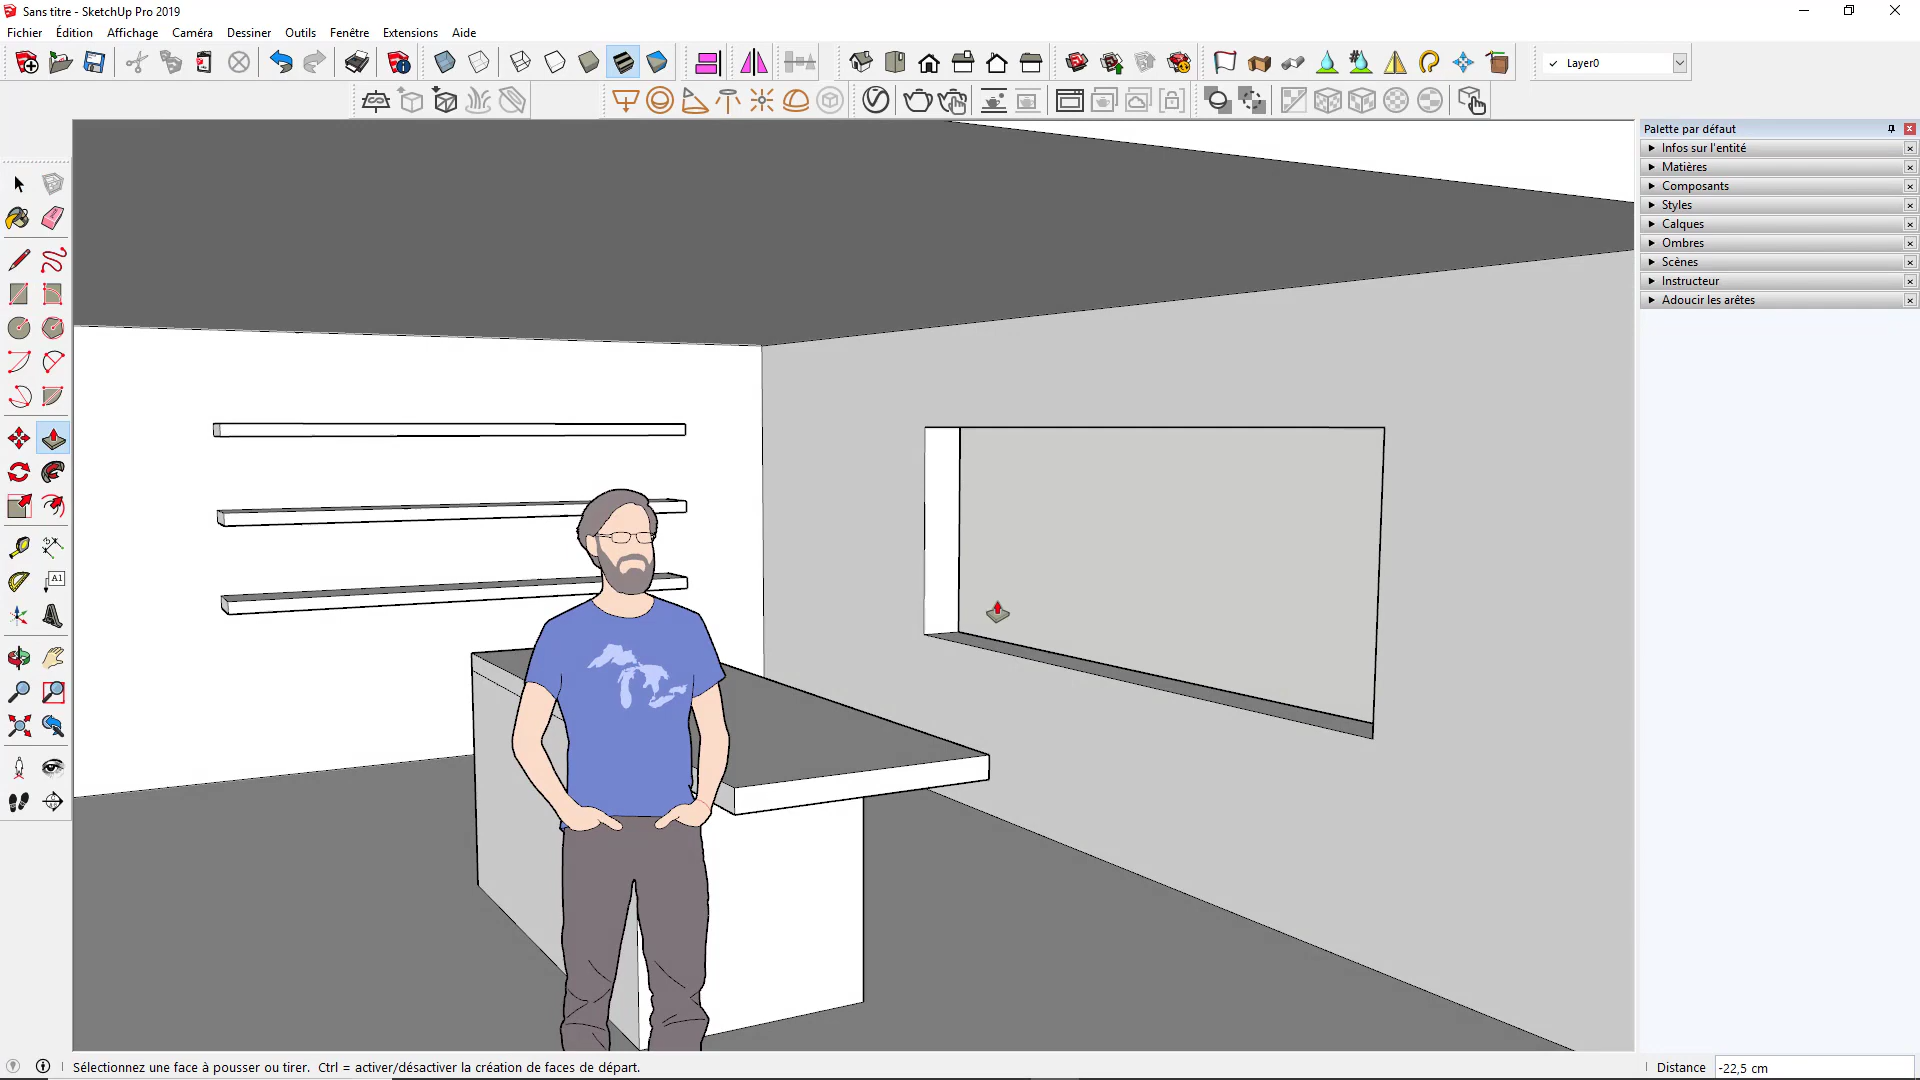 Sans titre - SketchUp Pro 2019
Fichier Édition Affichage Caméra Dessiner Outils Fenêtre Extensions Aide
Layer0
Palette par défaut
Infos sur l'entité
Matières
Composants
Styles
Calques
Ombres
Scènes
Instructeur
Adoucir les arêtes
A1
Sélectionnez une face à pousser ou tirer. Ctrl = activer/désactiver la création de faces de départ.
Distance -22,5 cm